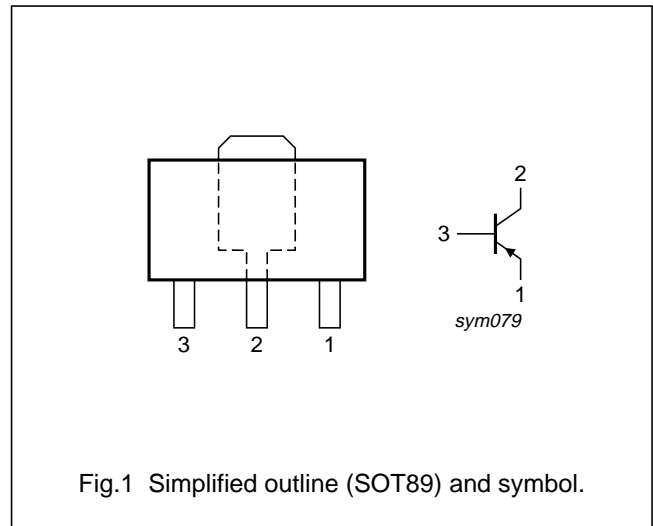 2
3
1
sym079
3 2 1
Fig.1 Simplified outline (SOT89) and symbol.